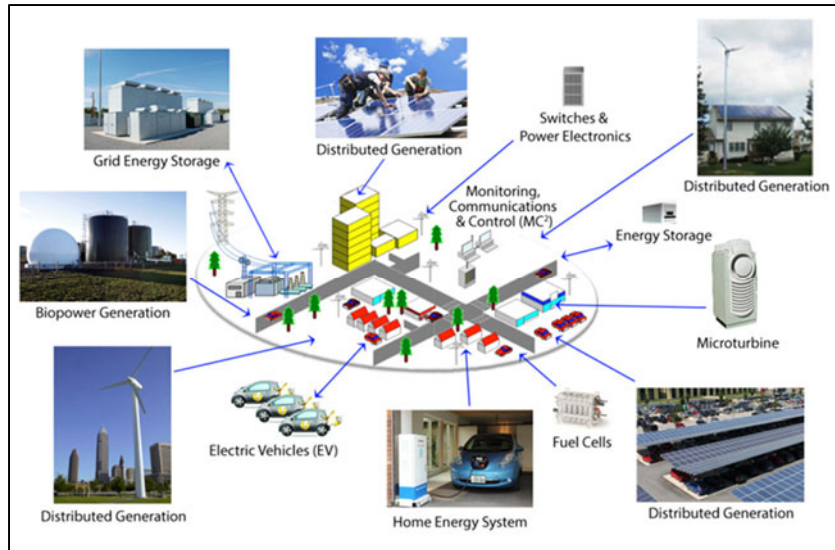 Grid Energy Storage
Distributed Generation
Switches &
Power Electronics
Distributed Generation
Monitoring,
Communications
& Control (MC²)
Energy Storage
Biopower Generation
Microturbine
Distributed Generation
Electric Vehicles (EV)
Home Energy System
Fuel Cells
Distributed Generation